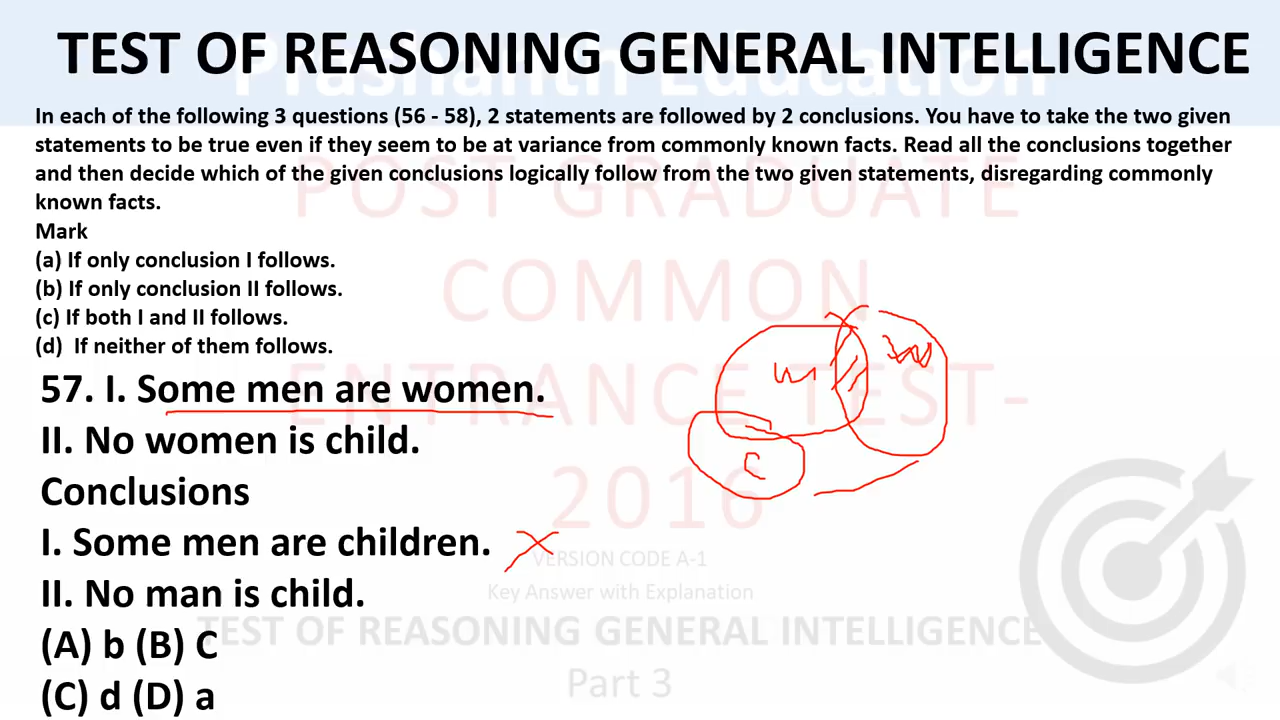 TEST OF REASONING GENERAL INTELLIGENCE
Prashanth Education
In each of the following 3 questions (56 - 58), 2 statements are followed by 2 conclusions. You have to take the two given
statements to be true even if they seem to be at variance from commonly known facts. Read all the conclusions together
and then decide which of the given conclusions logically follow from the two given statements, disregarding commonly
known facts.
POST GRADUATE
Mark
(a) If only conclusion I follows.
(b) If only conclusion II follows.
COMMON
(c) If both I and II follows.
(d) If neither of them follows.
57. I. Some men are women.
ENTRANCE TEST-
m
W
II. No women is child.
C
Conclusions
2016
I. Some men are children.
VERSION CODE A-1
II. No man is child.
Key Answer with Explanation
TEST OF REASONING GENERAL INTELLIGENCE
(A) b (B) C
Part 3
(C) d (D) a